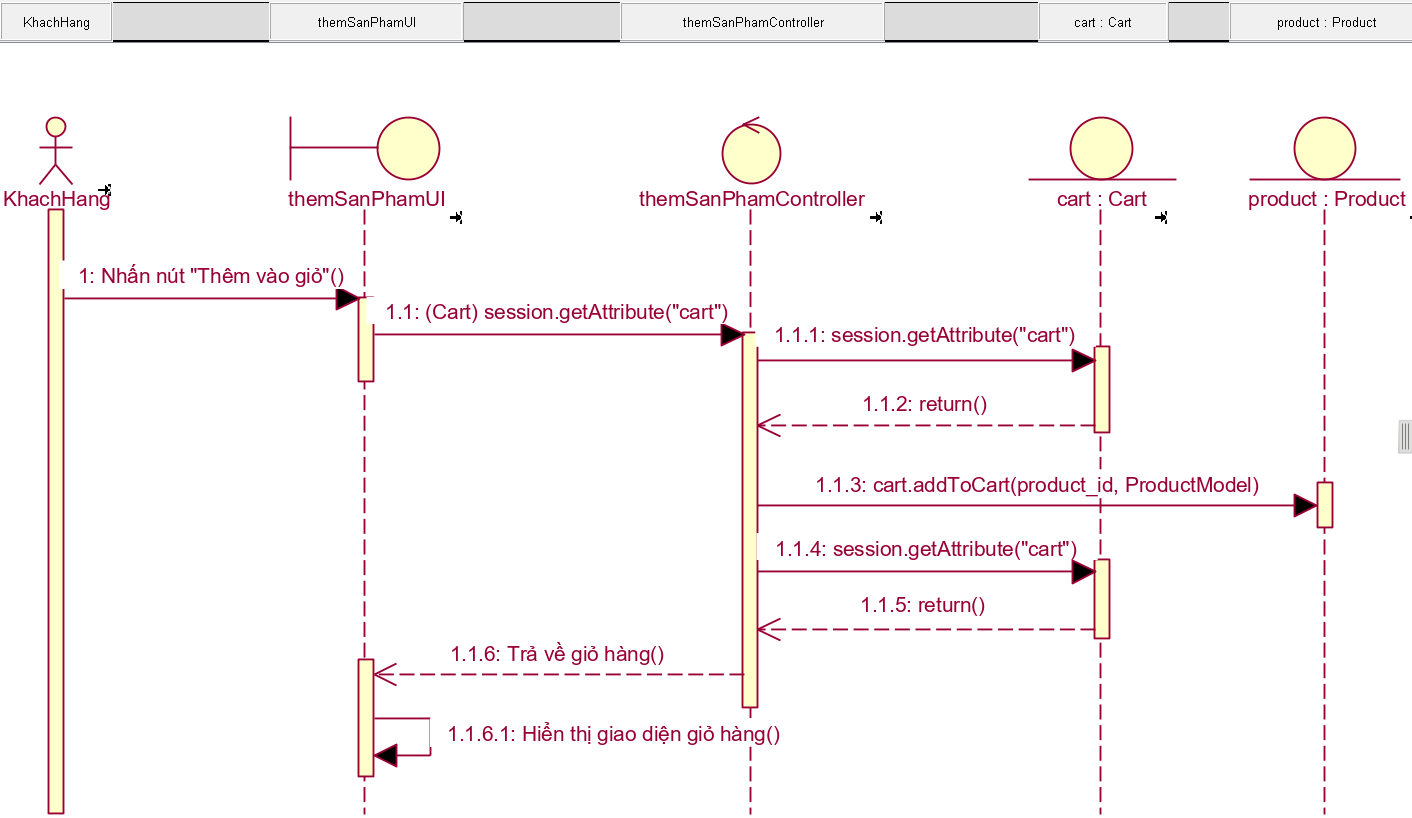 KhachHang
themSanPhamUI
themSanPhamController
cart : Cart
product : Product
KhachHang
themSanPhamUI
themSanPhamController
cart : Cart
product : Product
1: Nhấn nút "Thêm vào giỏ"()
1.1: (Cart) session.getAttribute("cart")
1.1.1: session.getAttribute("cart")
1.1.2: return()
1.1.3: cart.addToCart(product_id, ProductModel)
1.1.4: session.getAttribute("cart")
1.1.5: return()
1.1.6: Trả về giỏ hàng()
1.1.6.1: Hiển thị giao diện giỏ hàng()